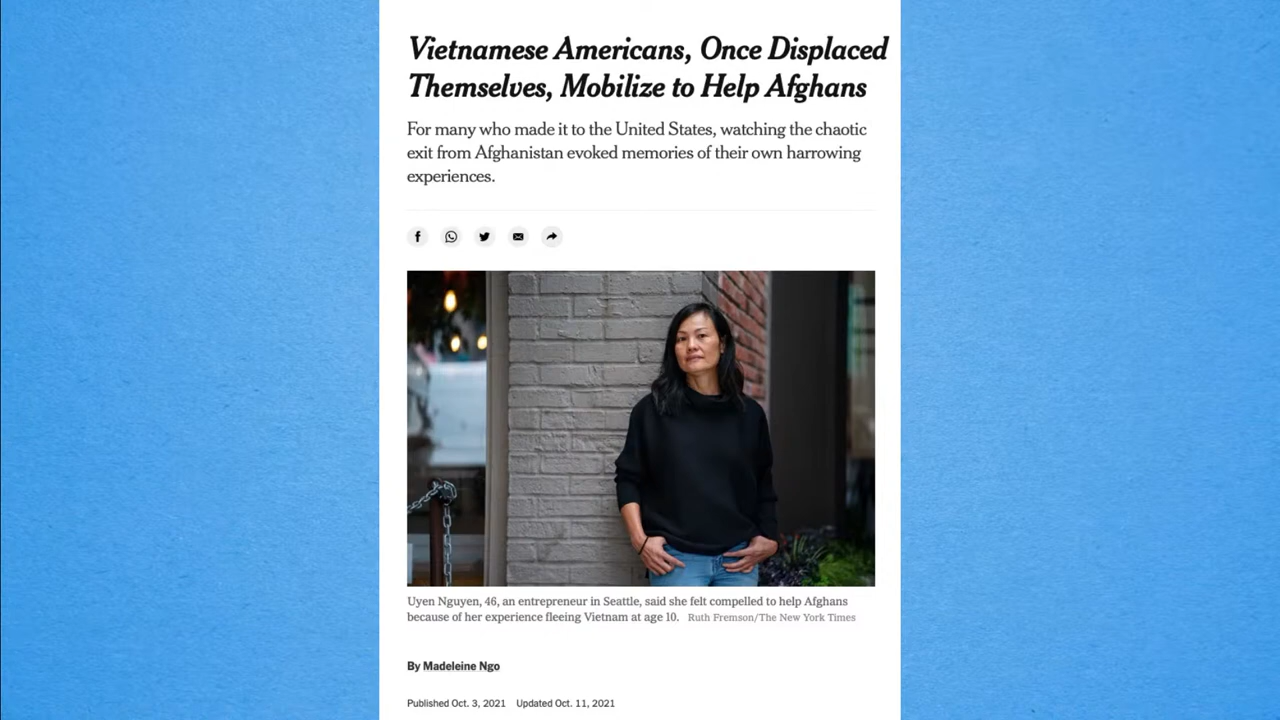 Vietnamese Americans, Once Displaced
Themselves, Mobilize to Help Afghans
For many who made it to the United States, watching the chaotic
exit from Afghanistan evoked memories of their own harrowing
experiences.
Uyen Nguyen, 46, an entrepreneur in Seattle, said she felt compelled to help Afghans
because of her experience fleeing Vietnam at age 10. Ruth Fremson/The New York Times
By Madeleine Ngo
Published Oct. 3, 2021 Updated Oct. 11, 2021